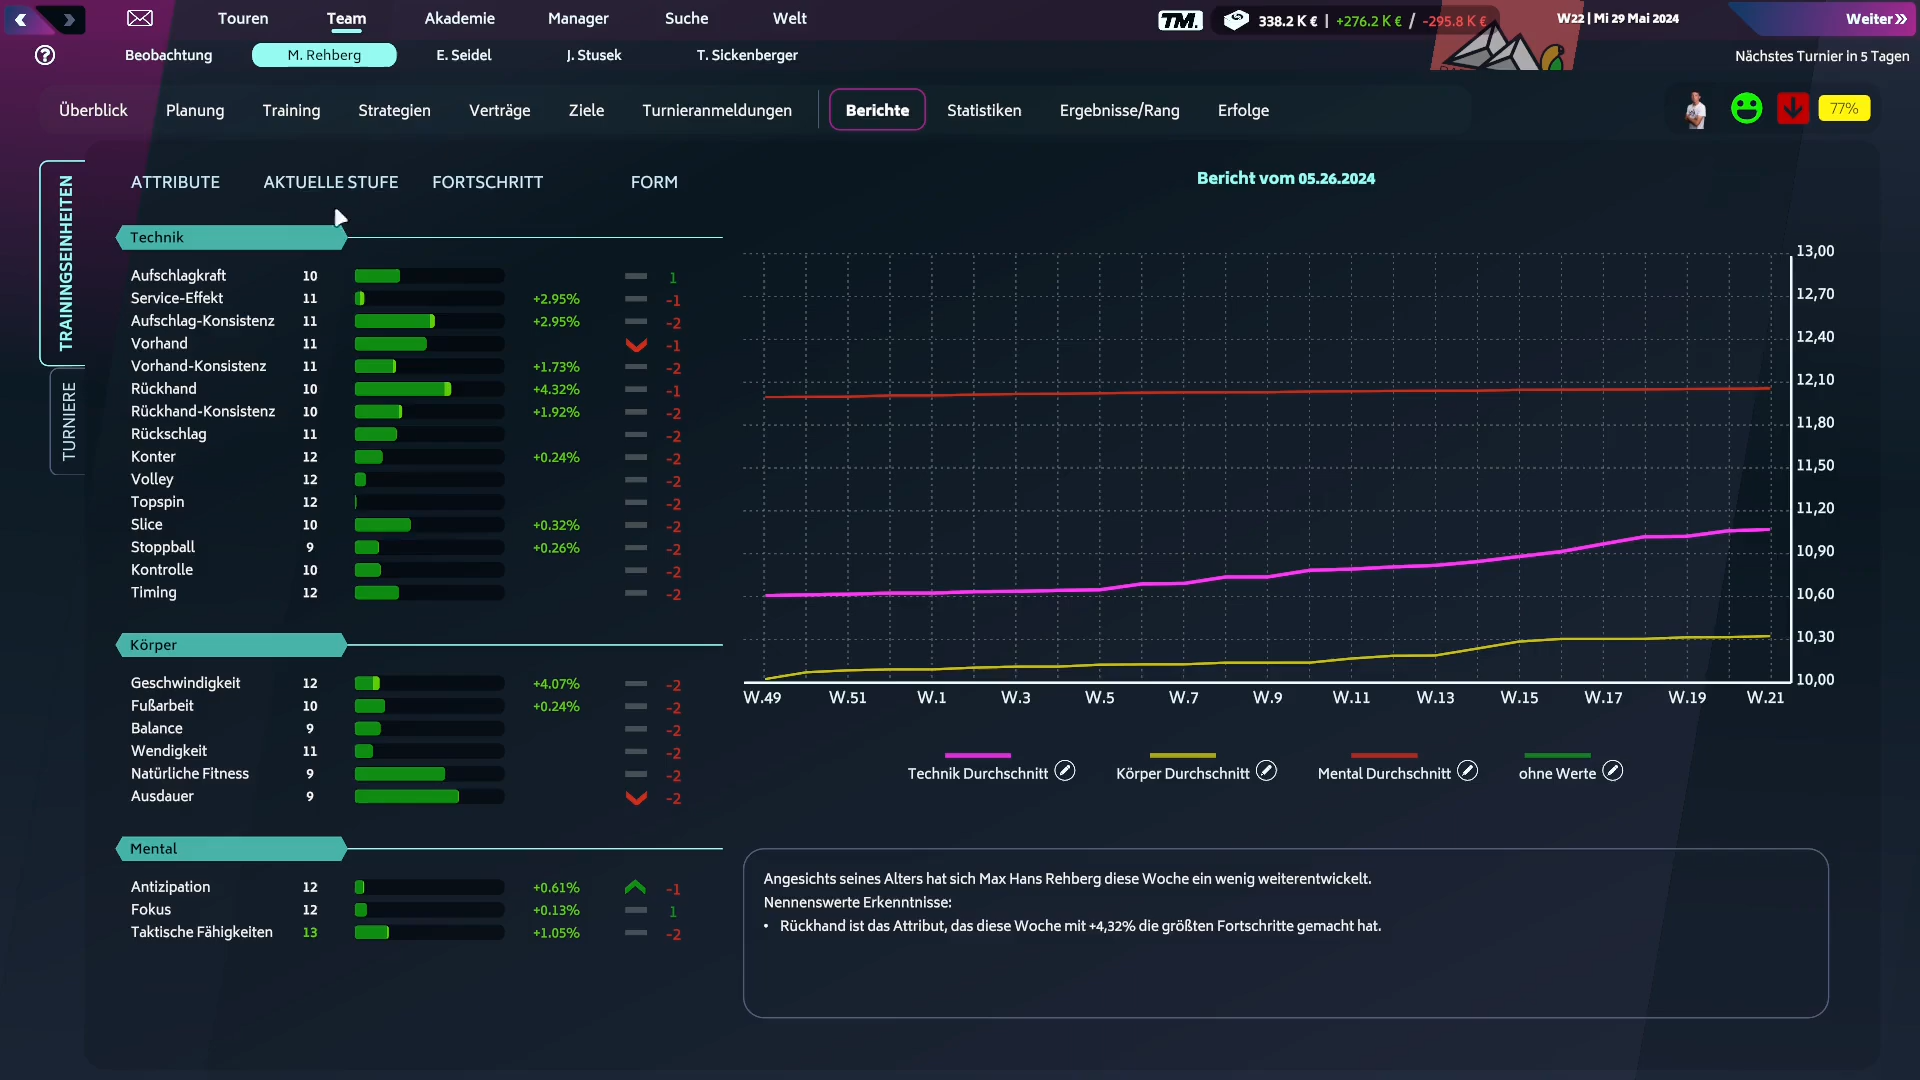 Touren Team Akademie Manager Suche Welt
TM. 338.2 K € | +276.2 K € / -295.8 K €
W22 | Mi 29 Mai 2024
Weiter
Beobachtung M. Rehberg E. Seidel J. Stusek T. Sickenberger
Nächstes Turnier in 5 Tagen
Überblick Planung Training Strategien Verträge Ziele Turnieranmeldungen Berichte Statistiken Ergebnisse/Rang Erfolge
77%
TRAININGSEINHEITEN
TURNIERE
ATTRIBUTE AKTUELLE STUFE FORTSCHRITT FORM
Technik
Aufschlagkraft 10 1
Service-Effekt 11 +2.95% -1
Aufschlag-Konsistenz 11 +2.95% -2
Vorhand 11 -1
Vorhand-Konsistenz 11 +1.73% -2
Rückhand 10 +4.32% -1
Rückhand-Konsistenz 10 +1.92% -2
Rückschlag 11 -2
Konter 12 +0.24% -2
Volley 12 -2
Topspin 12 -2
Slice 10 +0.32% -2
Stoppball 9 +0.26% -2
Kontrolle 10 -2
Timing 12 -2
Körper
Geschwindigkeit 12 +4.07% -2
Fußarbeit 10 +0.24% -2
Balance 9 -2
Wendigkeit 11 -2
Natürliche Fitness 9 -2
Ausdauer 9 -2
Mental
Antizipation 12 +0.61% -1
Fokus 12 +0.13% 1
Taktische Fähigkeiten 13 +1.05% -2
Bericht vom 05.26.2024
13,00
12,70
12,40
12,10
11,80
11,50
11,20
10,90
10,60
10,30
10,00
W.49 W.51 W.1 W.3 W.5 W.7 W.9 W.11 W.13 W.15 W.17 W.19 W.21
Technik Durchschnitt Körper Durchschnitt Mental Durchschnitt ohne Werte
Angesichts seines Alters hat sich Max Hans Rehberg diese Woche ein wenig weiterentwickelt.
Nennenswerte Erkenntnisse:
• Rückhand ist das Attribut, das diese Woche mit +4,32% die größten Fortschritte gemacht hat.